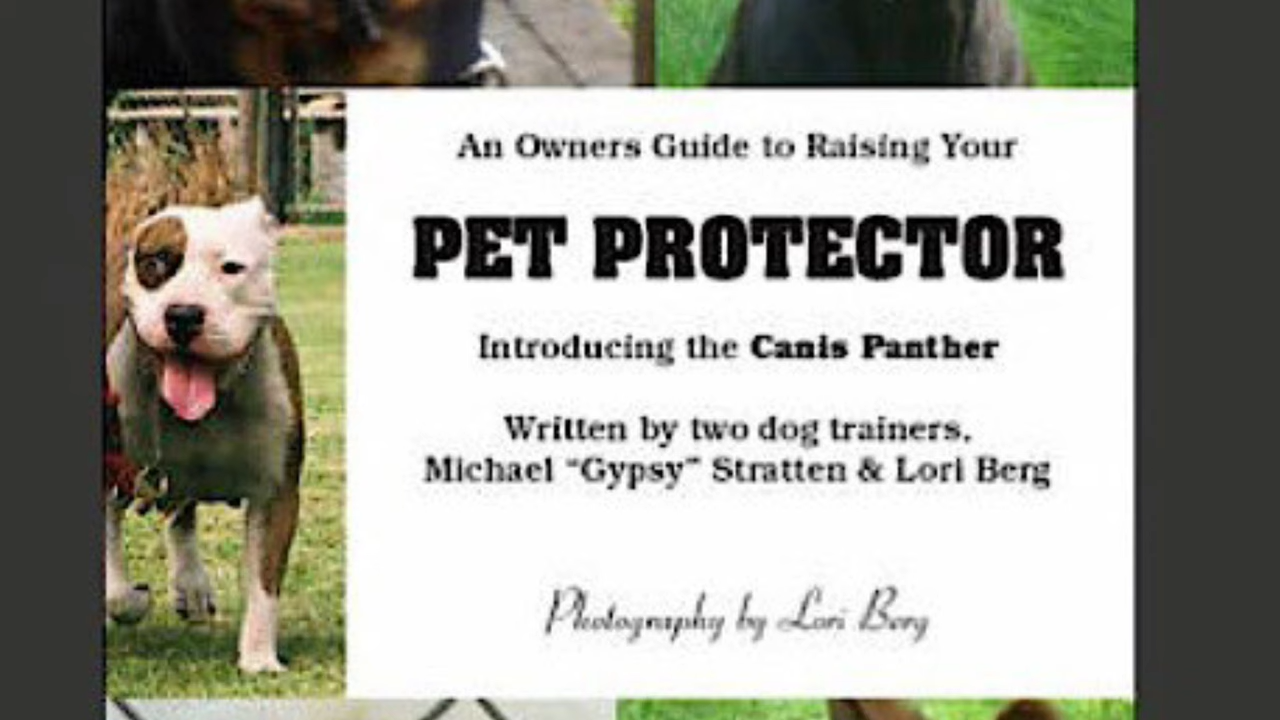 An Owners Guide to Raising Your
PET PROTECTOR
Introducing the Canis Panther
Written by two dog trainers,
Michael “Gypsy” Stratten & Lori Berg
Photography by Lori Berg